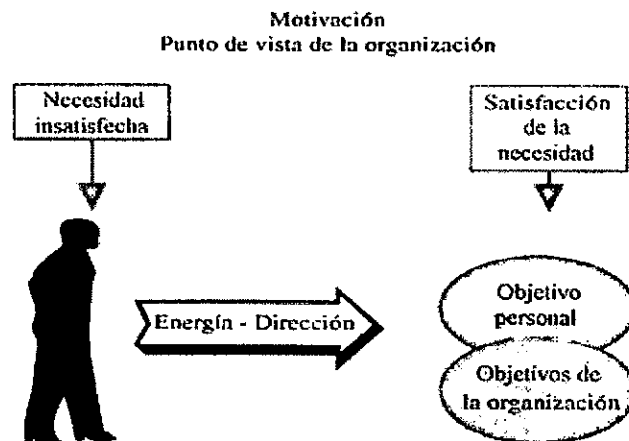 Motivación
Punto de vista de la organización
Necesidad
insatisfecha
Satisfacción
de la
necesidad
Energía - Dirección
Objetivo
personal
Objetivos de
la organización